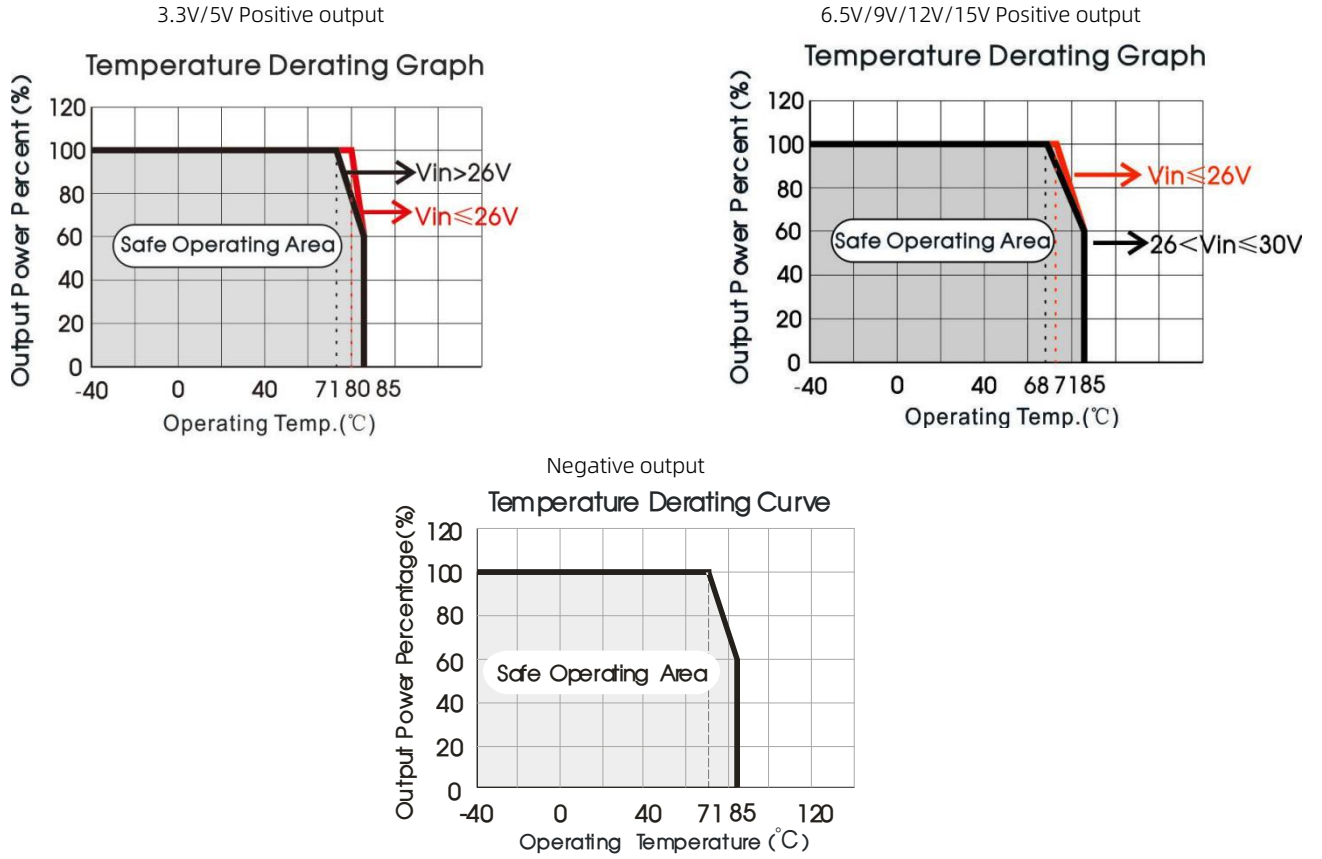 3.3V/5V Positive output
Temperature Derating Graph
Output Power Percent (%)
120
100
80
60
40
20
0
Vin>26V
Vin≤26V
Safe Operating Area
-40 0 40 71 80 85
Operating Temp.(℃)
6.5V/9V/12V/15V Positive output
Temperature Derating Graph
Output Power Percent (%)
120
100
80
60
40
20
0
Vin≤26V
Safe Operating Area
26<Vin≤30V
-40 0 40 68 71 85
Operating Temp.(℃)
Negative output
Temperature Derating Curve
Output Power Percentage(%)
120
100
80
60
40
20
0
Safe Operating Area
-40 0 40 71 85 120
Operating Temperature (℃)